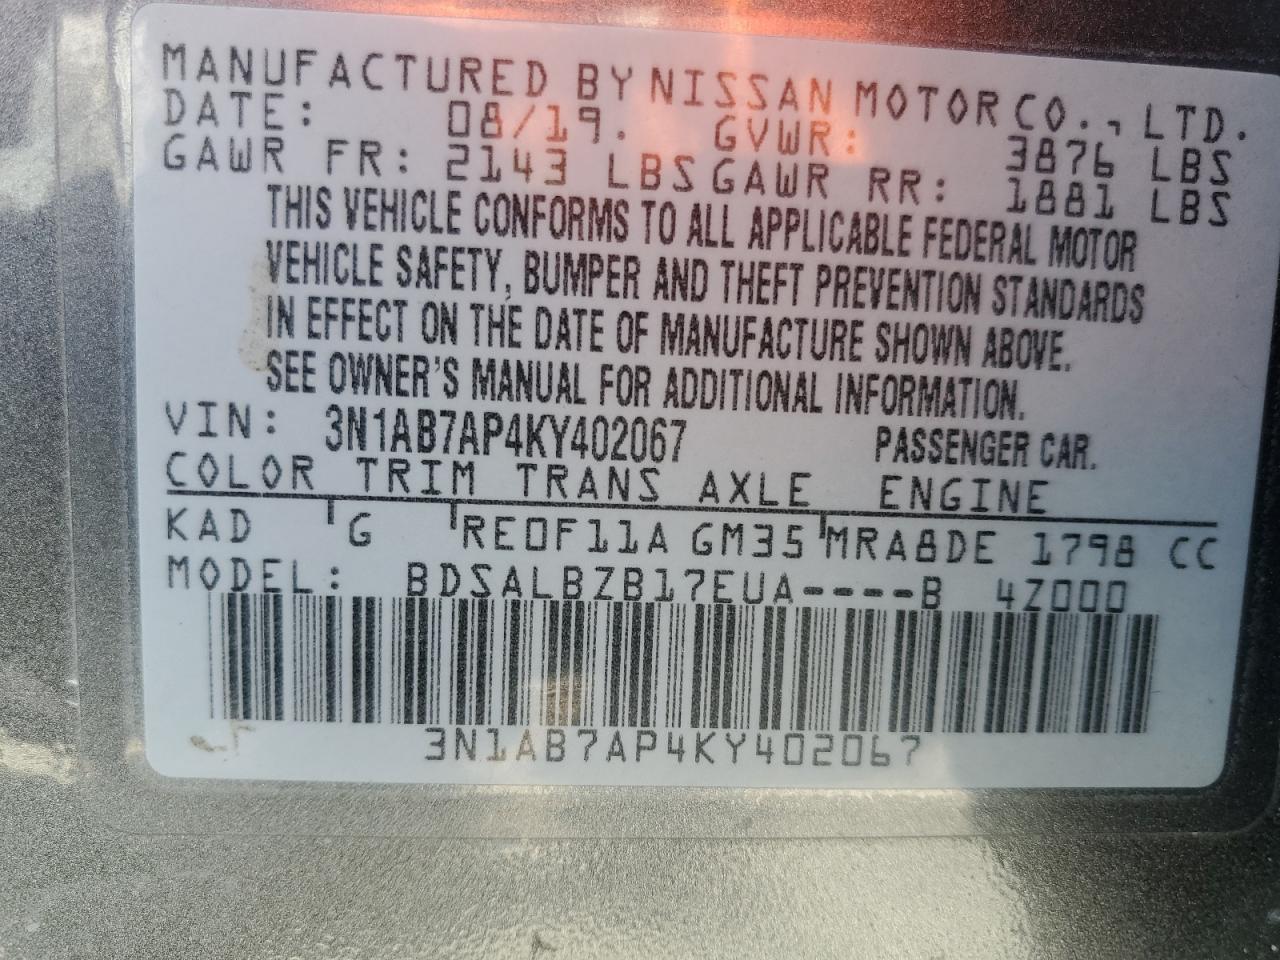 MANUFACTURED BY NISSAN MOTOR CO., LTD.
DATE: 08/19. GVWR: 3876 LBS
GAWR FR: 2143 LBS GAWR RR: 1881 LBS
THIS VEHICLE CONFORMS TO ALL APPLICABLE FEDERAL MOTOR
VEHICLE SAFETY, BUMPER AND THEFT PREVENTION STANDARDS
IN EFFECT ON THE DATE OF MANUFACTURE SHOWN ABOVE.
SEE OWNER'S MANUAL FOR ADDITIONAL INFORMATION.
VIN: 3N1AB7AP4KY402067 PASSENGER CAR.
COLOR TRIM TRANS AXLE ENGINE
KAD G RE0F11A GM35 MRA8DE 1798 CC
MODEL: BDSALBZB17EUA----B 4Z000
3N1AB7AP4KY402067